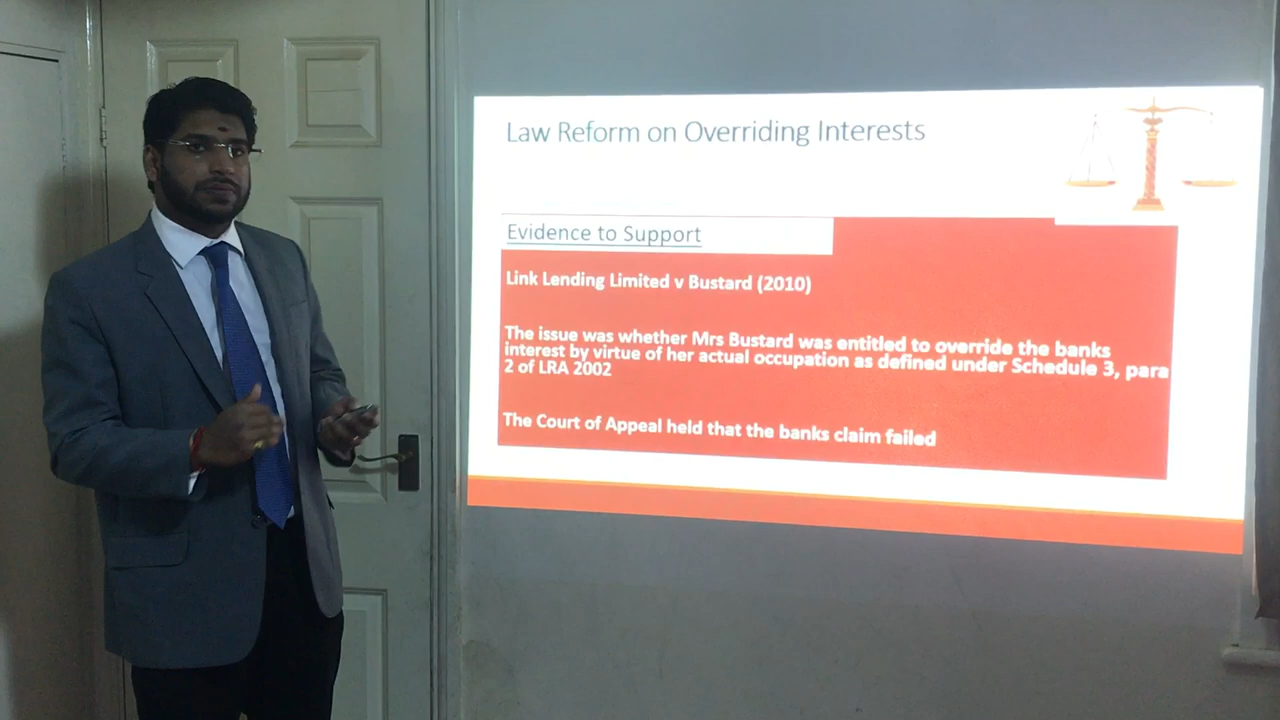 Law Reform on Overriding Interests
Evidence to Support
Link Lending Limited v Bustard (2010)
The issue was whether Mrs Bustard was entitled to override the banks
interest by virtue of her actual occupation as defined under Schedule 3, para
2 of LRA 2002
The Court of Appeal held that the banks claim failed